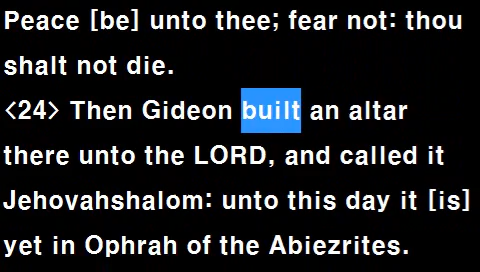 Peace [be] unto thee; fear not: thou
shalt not die.
<24> Then Gideon built an altar
there unto the LORD, and called it
Jehovahshalom: unto this day it [is]
yet in Ophrah of the Abiezrites.